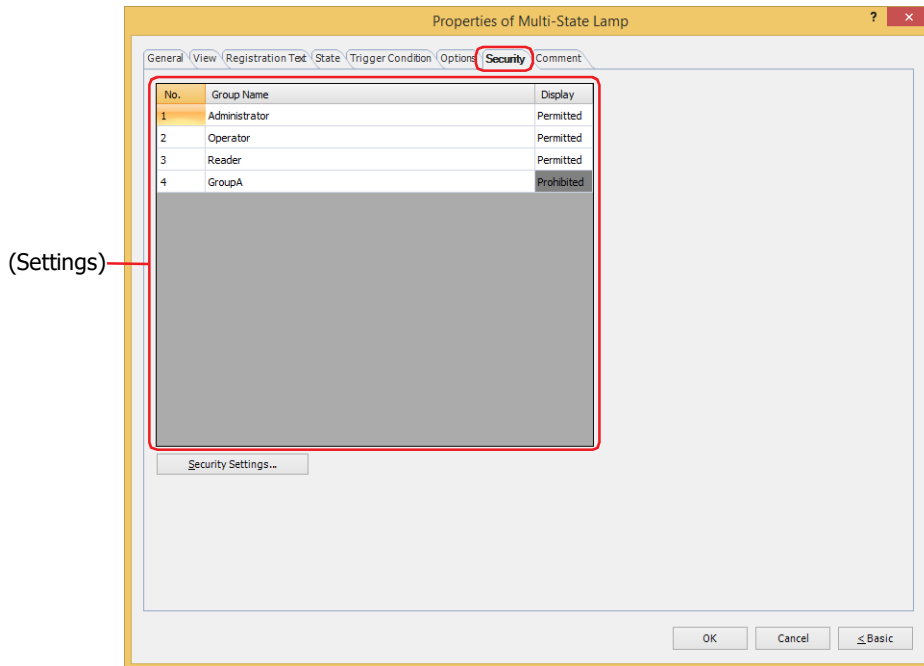 Properties of Multi-State Lamp ? ×
General View Registration Text State Trigger Condition Options Security Comment
No. Group Name Display
1 Administrator Permitted
2 Operator Permitted
3 Reader Permitted
4 GroupA Prohibited
(Settings)
Security Settings...
OK Cancel < Basic